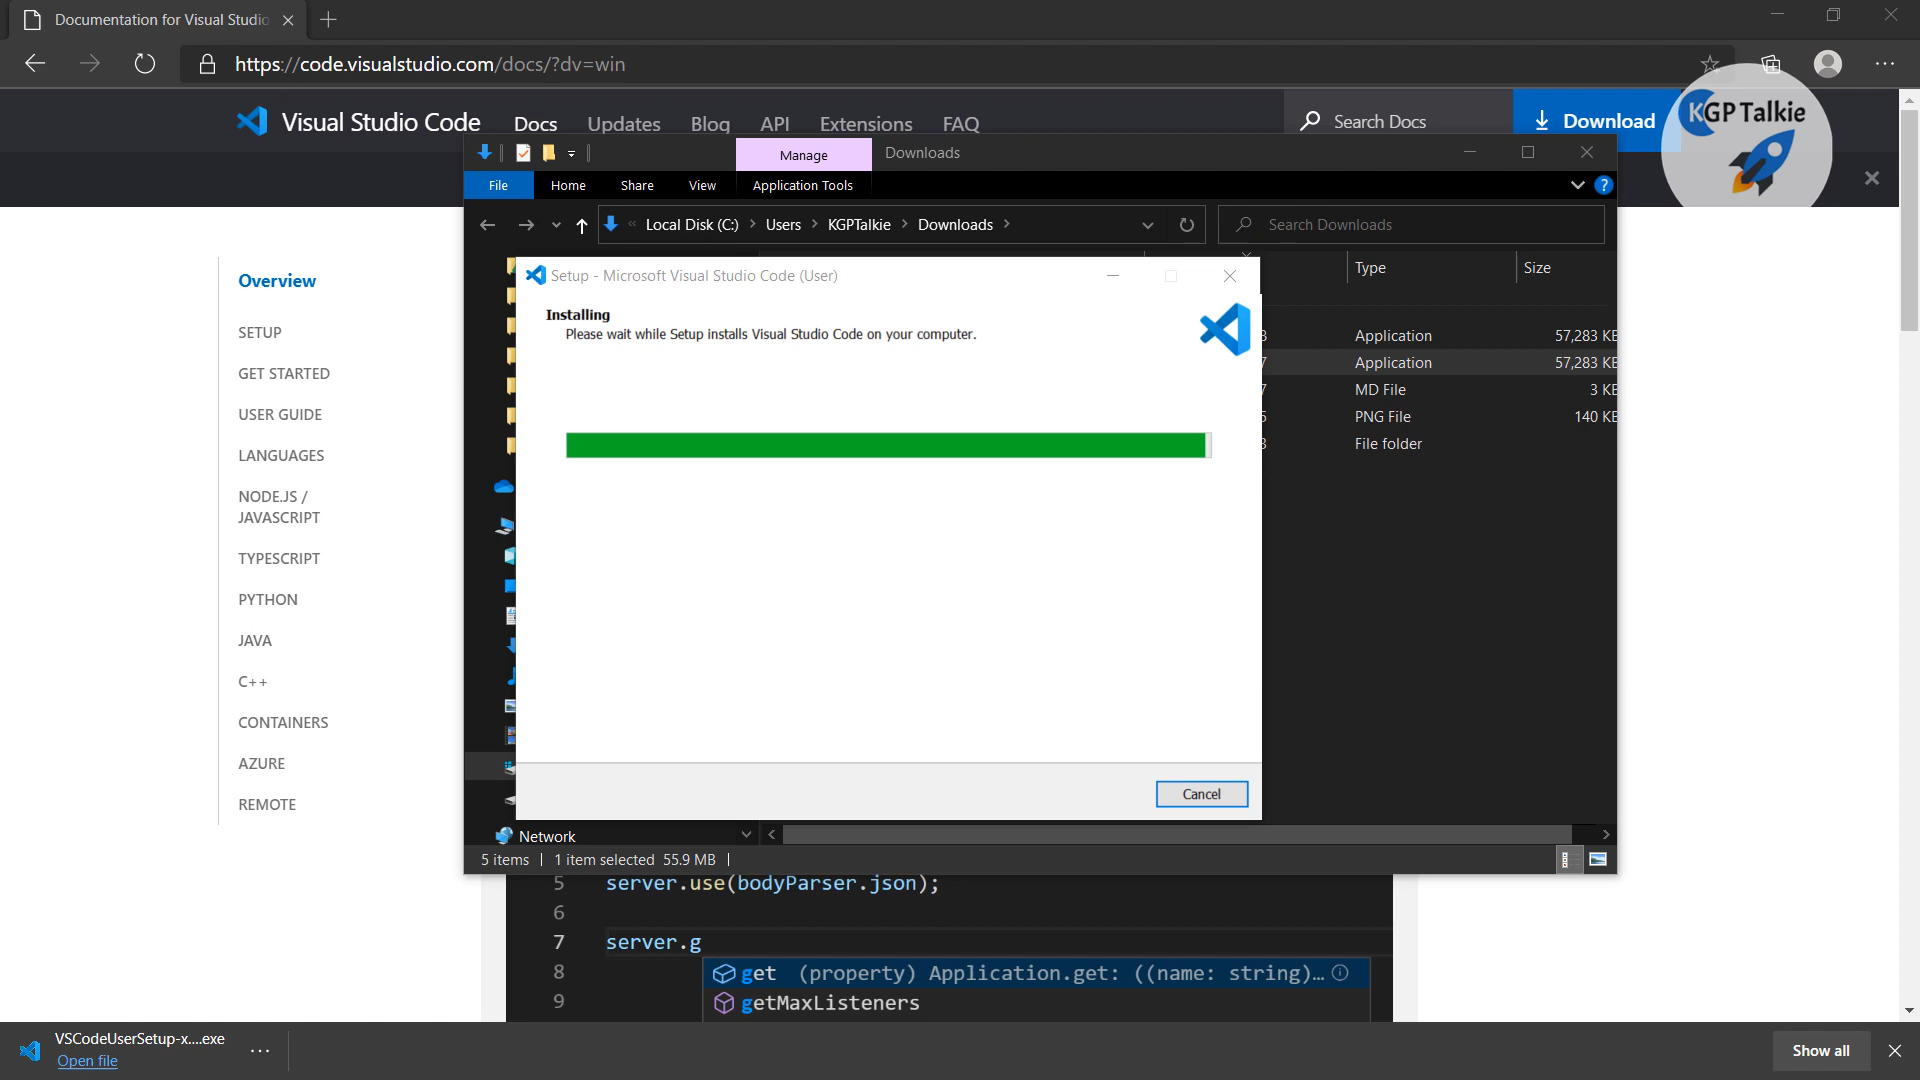 Documentation for Visual Studio
https://code.visualstudio.com/docs/?dv=win
Visual Studio Code
Docs
Updates
Blog
API
Extensions
FAQ
Search Docs
Download
KGPTalkie
Manage
Downloads
File
Home
Share
View
Application Tools
Local Disk (C:)
Users
KGPTalkie
Downloads
Search Downloads
Type
Size
Overview
SETUP
GET STARTED
USER GUIDE
LANGUAGES
NODE.JS /
JAVASCRIPT
TYPESCRIPT
PYTHON
JAVA
C++
CONTAINERS
AZURE
REMOTE
Setup - Microsoft Visual Studio Code (User)
Installing
Please wait while Setup installs Visual Studio Code on your computer.
Cancel
Application 57,283 KB
Application 57,283 KB
MD File 3 KB
PNG File 140 KB
File folder
Network
5 items
1 item selected 55.9 MB
5 server.use(bodyParser.json);
6
7 server.g
8 get (property) Application.get: ((name: string)…
9 getMaxListeners
VSCodeUserSetup-x....exe
Open file
Show all